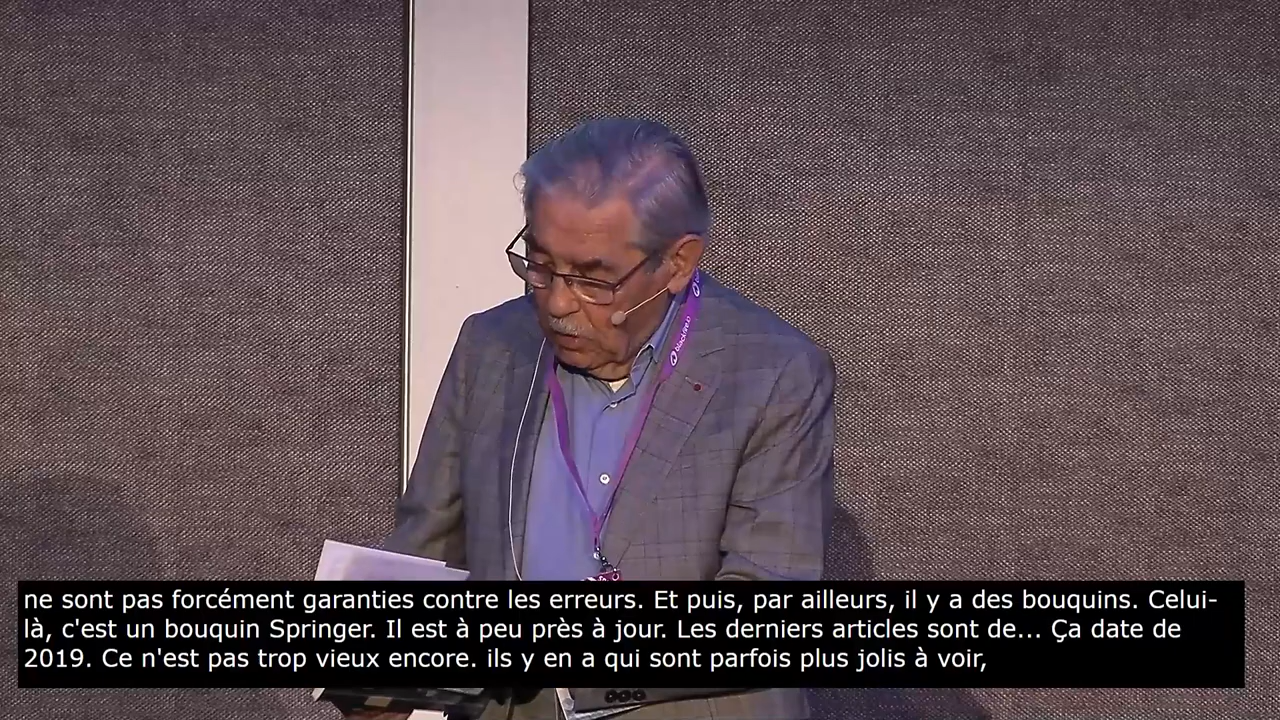 blackfire.io
ne sont pas forcément garanties contre les erreurs. Et puis, par ailleurs, il y a des bouquins. Celui-
là, c'est un bouquin Springer. Il est à peu près à jour. Les derniers articles sont de... Ça date de
2019. Ce n'est pas trop vieux encore. ils y en a qui sont parfois plus jolis à voir,